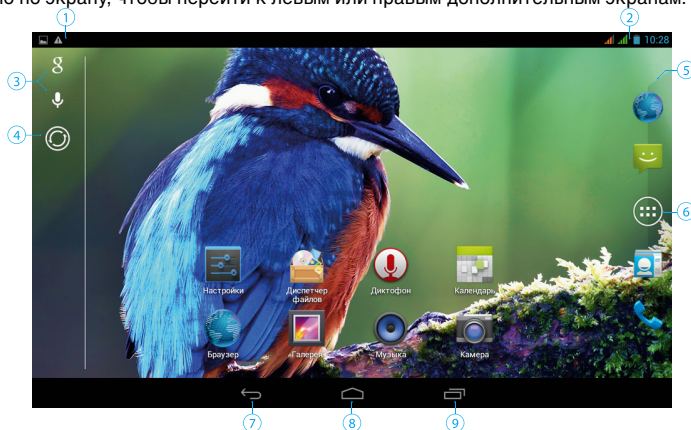 но по экрану, чтобы перейти к левым или правым дополнительным экранам.
1
2
10:28
3
g
5
4
6
Настройки
Диспетчер файлов
Диктофон
Календарь
Браузер
Галерея
Музыка
Камера
7
8
9